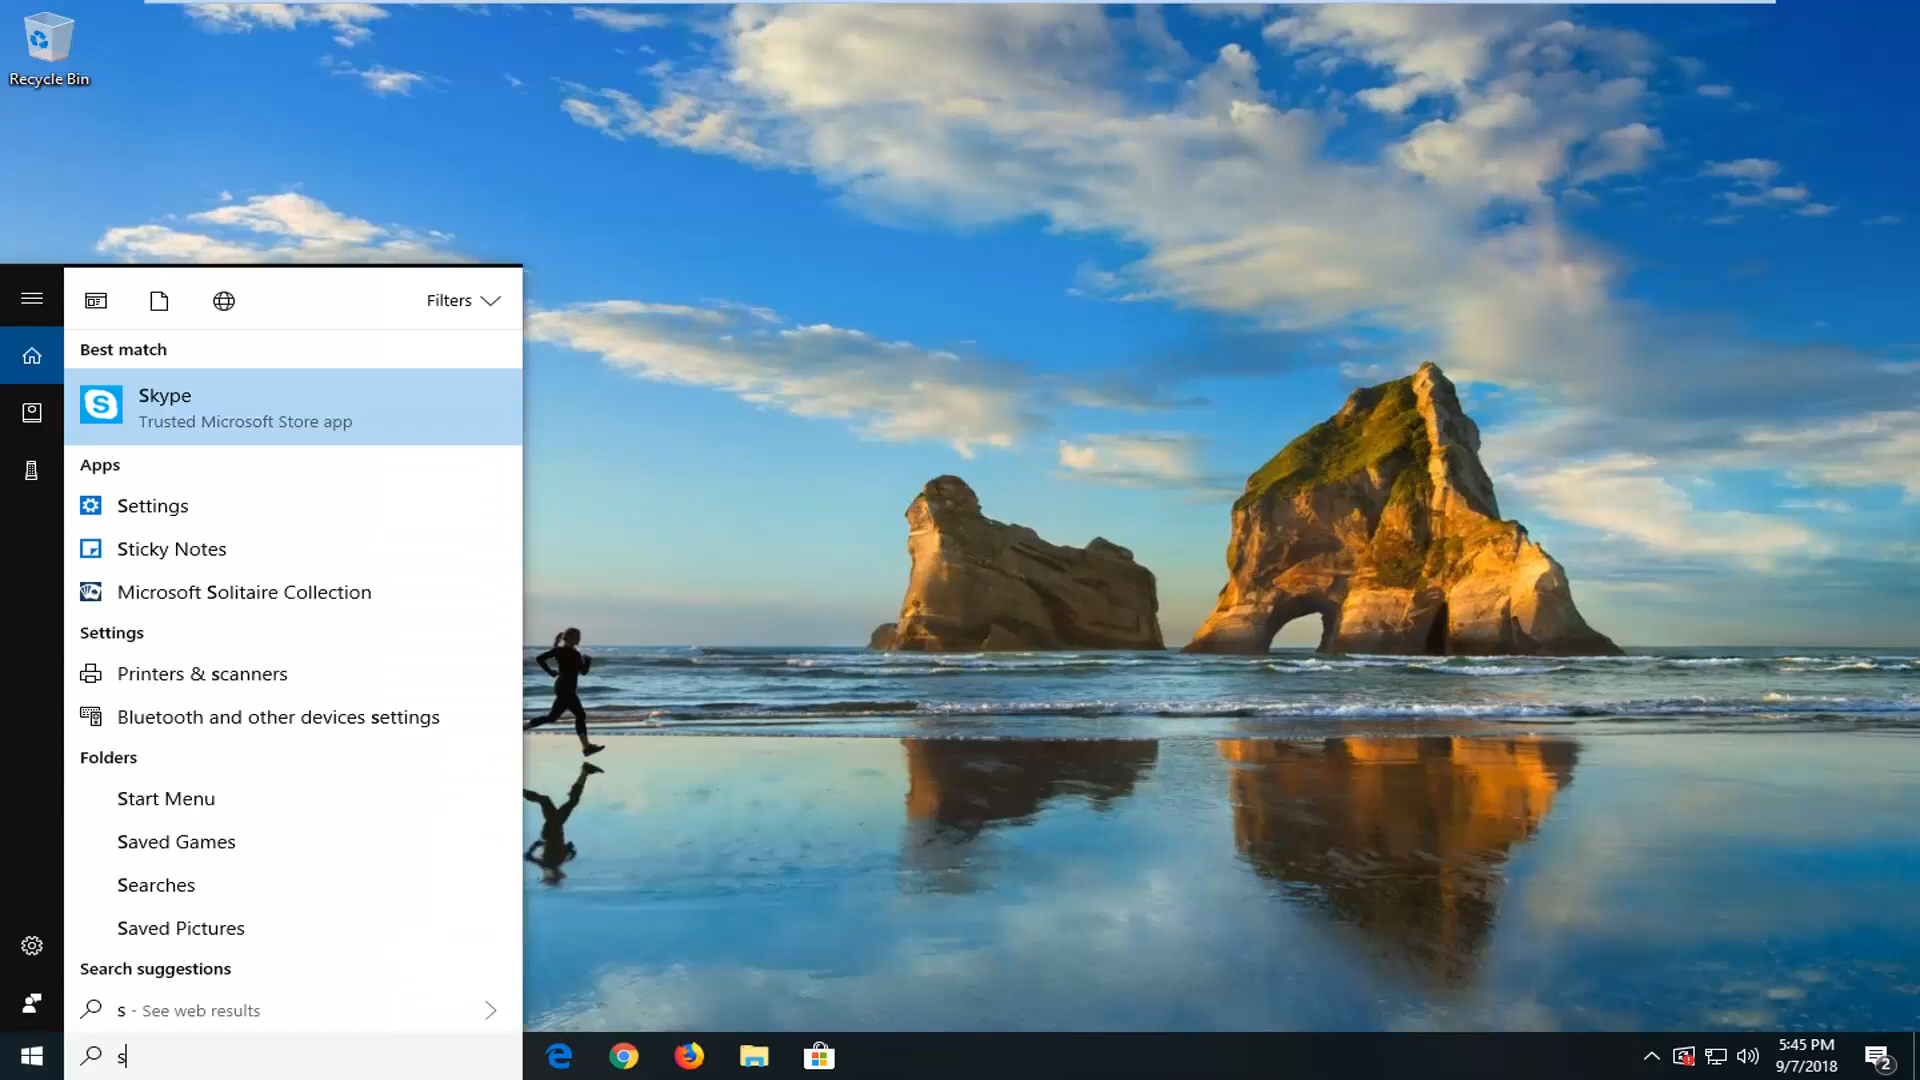 Recycle Bin
Filters
Best match
Skype
Trusted Microsoft Store app
Apps
Settings
Sticky Notes
Microsoft Solitaire Collection
Settings
Printers & scanners
Bluetooth and other devices settings
Folders
Start Menu
Saved Games
Searches
Saved Pictures
Search suggestions
s - See web results
s
5:45 PM
9/7/2018
2